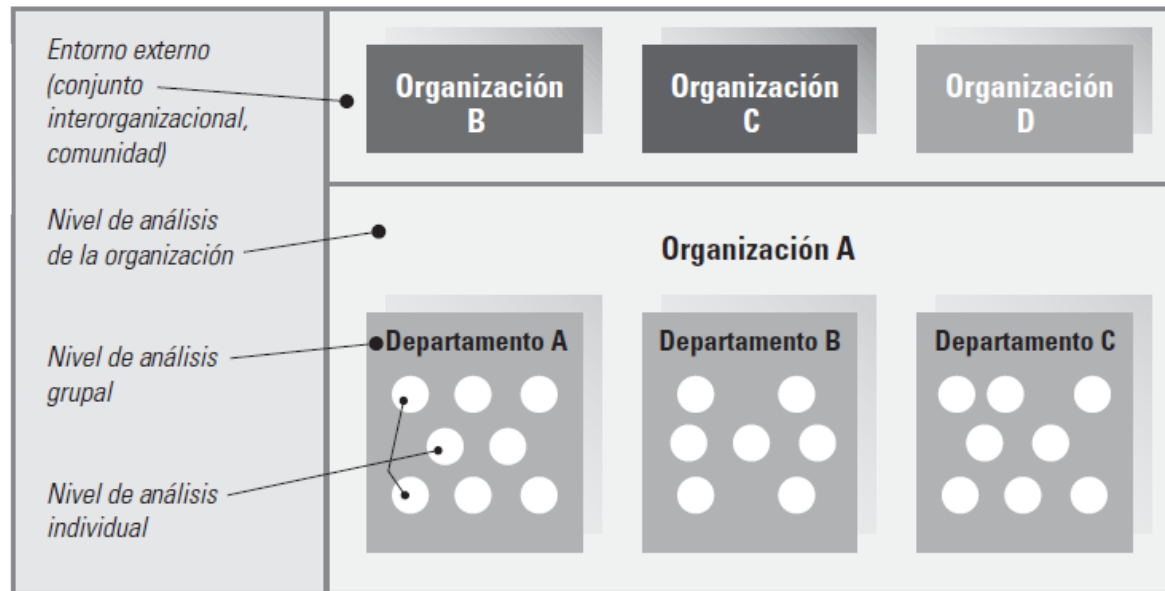 Entorno externo
(conjunto
interorganizacional,
comunidad)
Organización
B
Organización
C
Organización
D
Nivel de análisis
de la organización
Organización A
Nivel de análisis
grupal
Departamento A
Departamento B
Departamento C
Nivel de análisis
individual